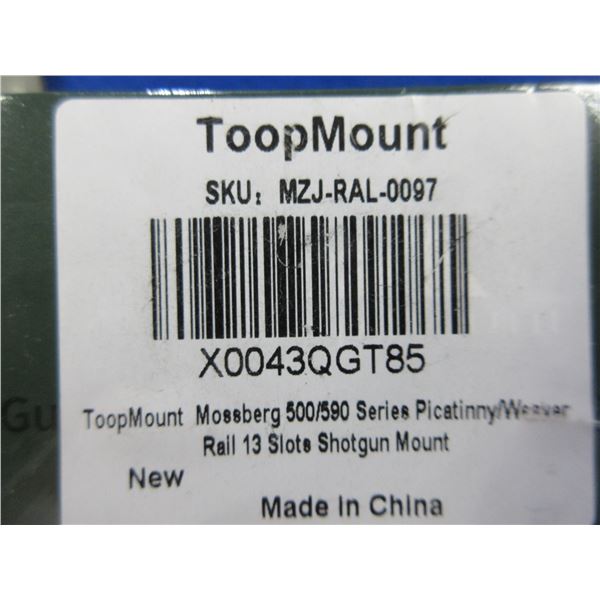 ToopMount
SKU: MZJ-RAL-0097
X0043QGT85
ToopMount Mossberg 500/590 Series Picatinny/Weaver
Rail 13 Slots Shotgun Mount
New
Made In China
Gu